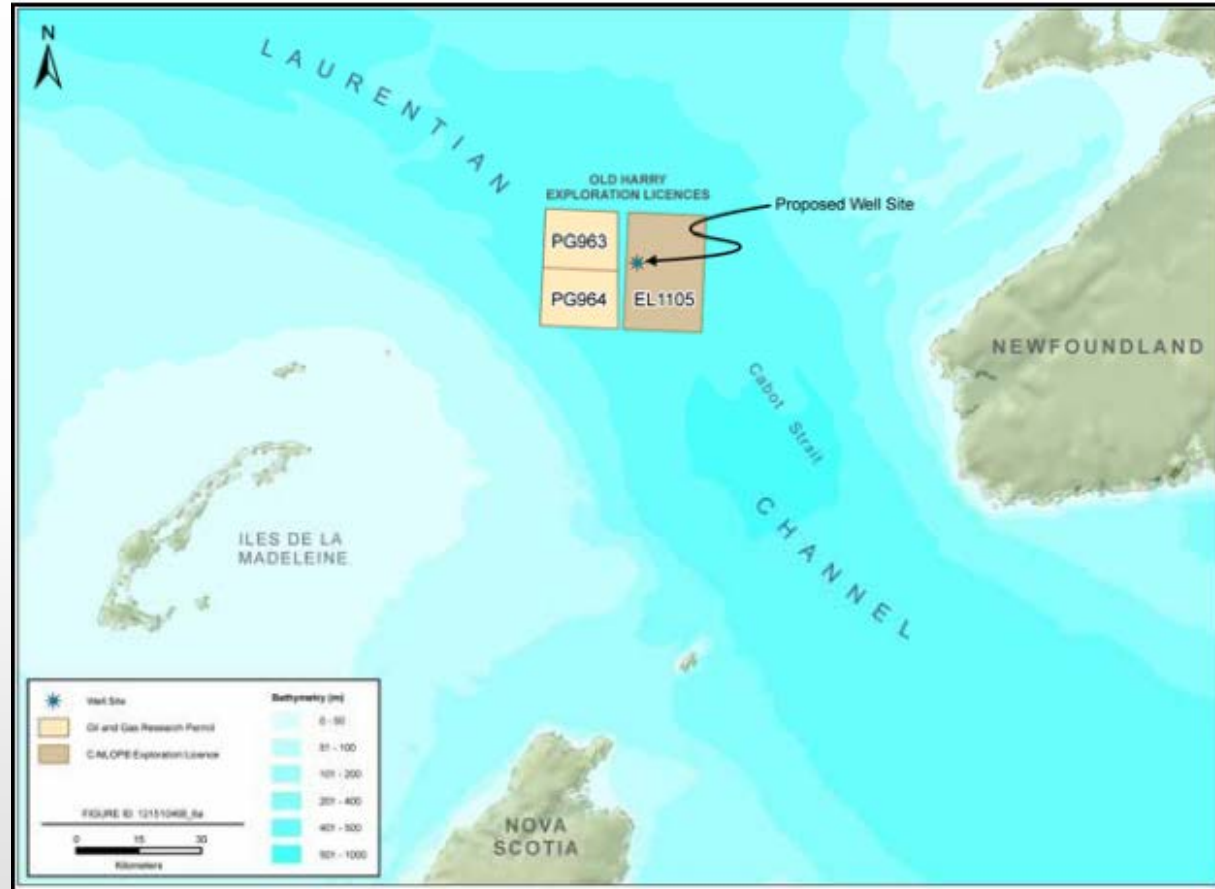 N
LAURENTIAN
OLD HARRY
EXPLORATION LICENCES
Proposed Well Site
PG963
PG964
EL1105
NEWFOUNDLAND
Cabot Strait
CHANNEL
ILES DE LA
MADELEINE
NOVA
SCOTIA
Well Site
Oil and Gas Research Permit
C-NLOPB Exploration Licence
FIGURE ID:
0 15 30
Kilometers
Bathymetry (m)
0 - 50
51 - 100
101 - 200
201 - 400
401 - 500
501 - 1000